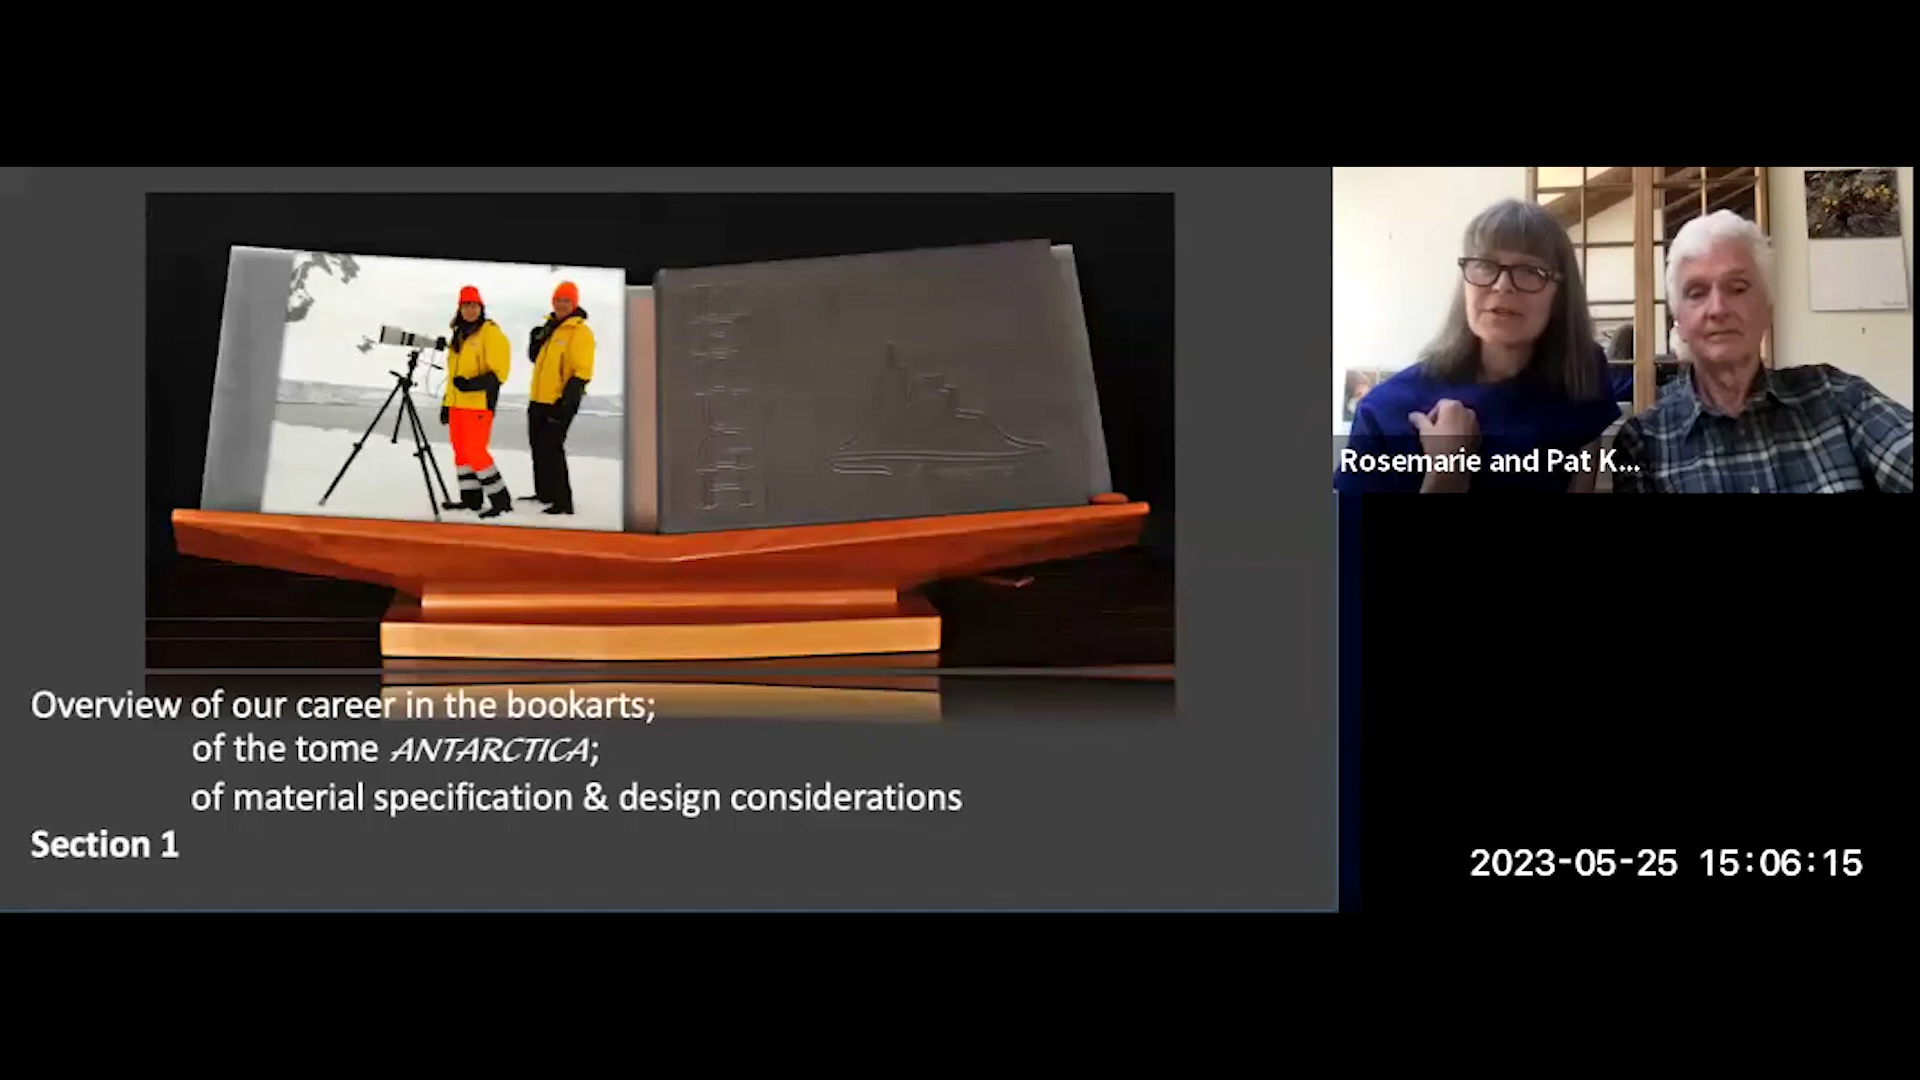 Overview of our career in the bookarts;
of the tome ANTARCTICA;
of material specification & design considerations
Section 1
Rosemarie and Pat K...
2023-05-25 15:06:15